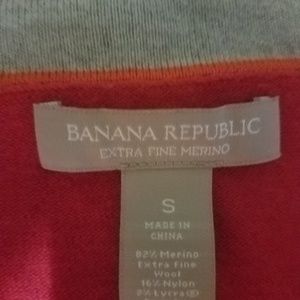 BANANA REPUBLIC
EXTRA FINE MERINO
S
MADE IN
CHINA
82% Merino
Extra Fine
Wool
16% Nylon
2% Lycra®